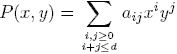 P(x, y) = \sum_{\substack{i,j \geq 0 \\ i+j \leq d}} a_{ij} x^i y^j